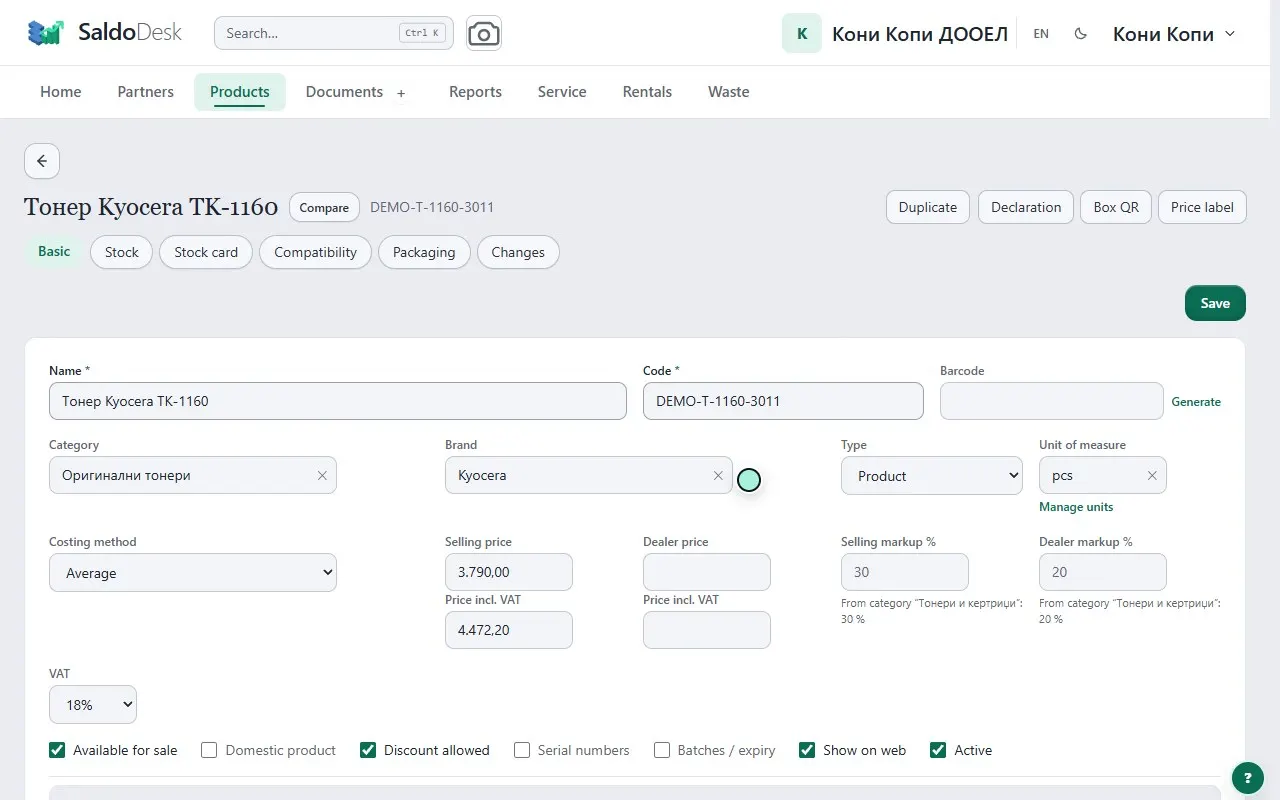 SaldoDesk
Search... Ctrl K
K Кони Копи ДООЕЛ EN Кони Копи
Home Partners Products Documents + Reports Service Rentals Waste
Тонер Kyocera TK-1160 Compare DEMO-T-1160-3011 Duplicate Declaration Box QR Price label
Basic Stock Stock card Compatibility Packaging Changes
Save
Name * Code * Barcode
Тонер Kyocera TK-1160 DEMO-T-1160-3011 Generate
Category Brand Type Unit of measure
Оригинални тонери Kyocera Product pcs
Manage units
Costing method Selling price Dealer price Selling markup % Dealer markup %
Average 3.790,00 30 20
Price incl. VAT Price incl. VAT From category “Тонери и кертриџи”: From category “Тонери и кертриџи”:
30 % 20 %
4.472,20
VAT
18%
Available for sale Domestic product Discount allowed Serial numbers Batches / expiry Show on web Active
?